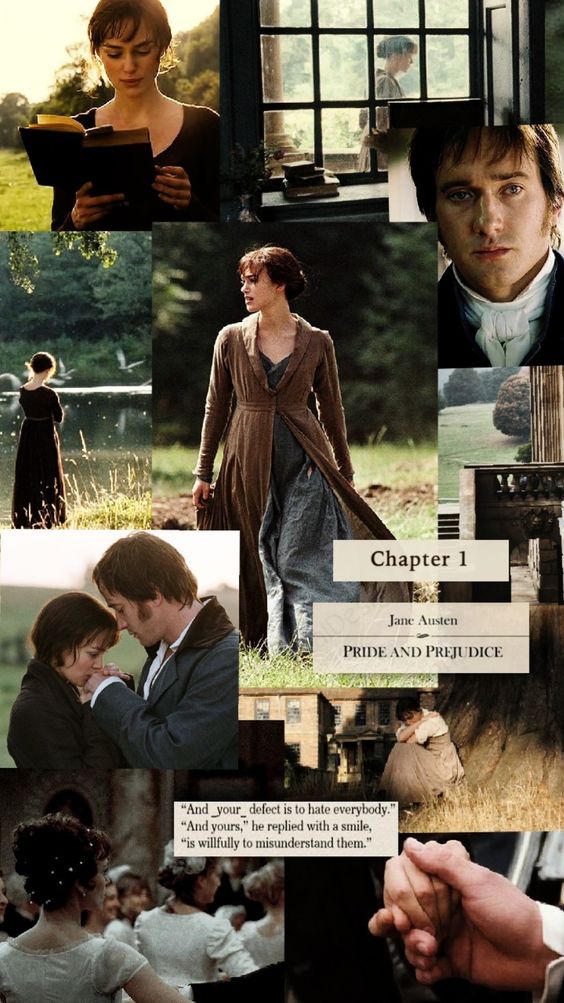 Chapter 1
Jane Austen
PRIDE AND PREJUDICE
“And _your_ defect is to hate everybody.”
“And yours,” he replied with a smile,
“is willfully to misunderstand them.”